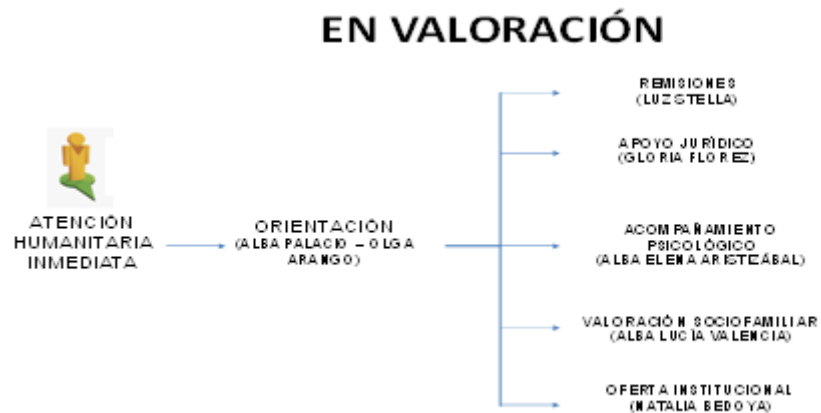 EN VALORACIÓN
ATENCIÓN
HUMANITARIA
INMEDIATA
ORIENTACIÓN
(ALBA PALACIO – OLGA
ARANGO)
REMISIONES
(LUZ STELLA)
APOYO JURÍDICO
(GLORIA FLOREZ)
ACOMPAÑAMIENTO
PSICOLÓGICO
(ALBA ELENA ARISTIZÁBAL)
VALORACIÓN SOCIOFAMILIAR
(ALBA LUCÍA VALENCIA)
OFERTA INSTITUCIONAL
(NATALIA BEDOYA)